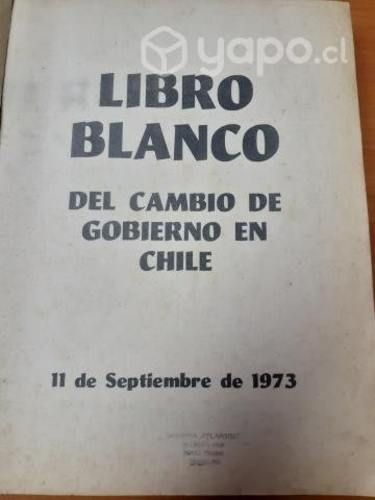 yapo.cl
LIBRO
BLANCO
DEL CAMBIO DE
GOBIERNO EN
CHILE
11 de Septiembre de 1973